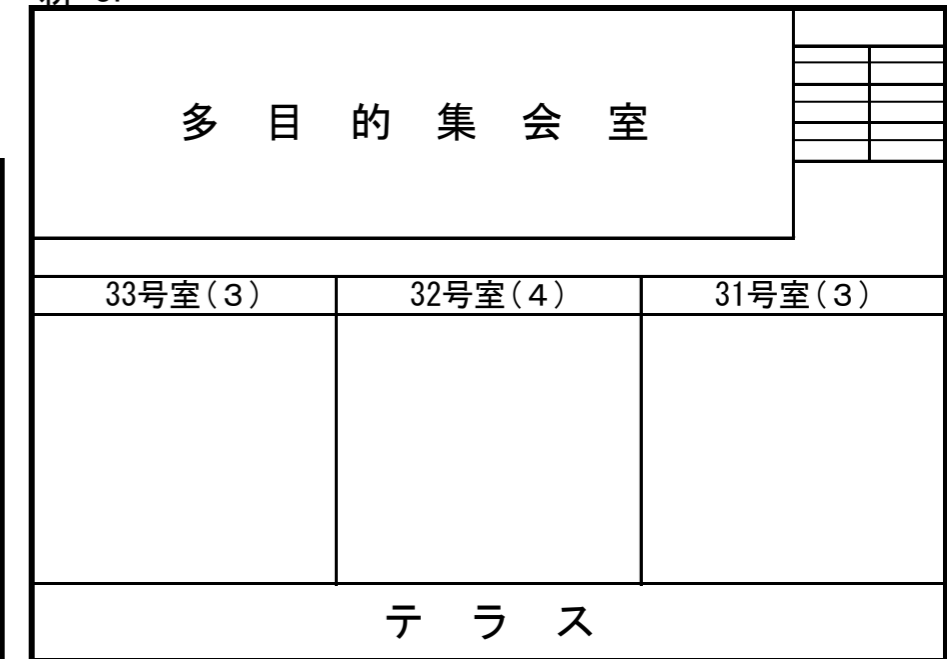 多 目 的 集 会 室
33号室(３) 32号室(４) 31号室(３)
テ ラ ス